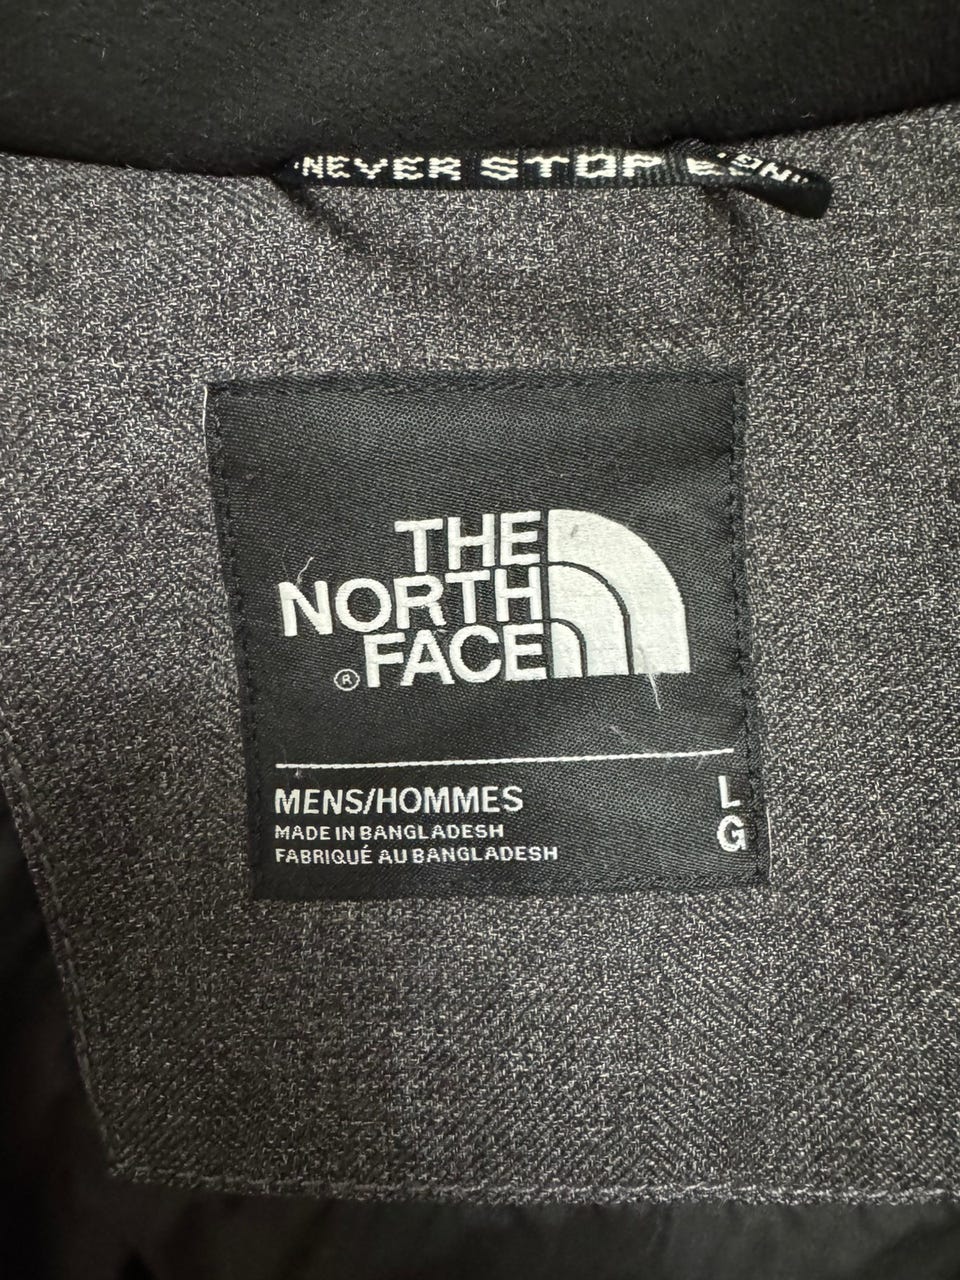 "NEVER STOP
THE
NORTH
FACE
®
MENS/HOMMES L
MADE IN BANGLADESH G
FABRIQUÉ AU BANGLADESH